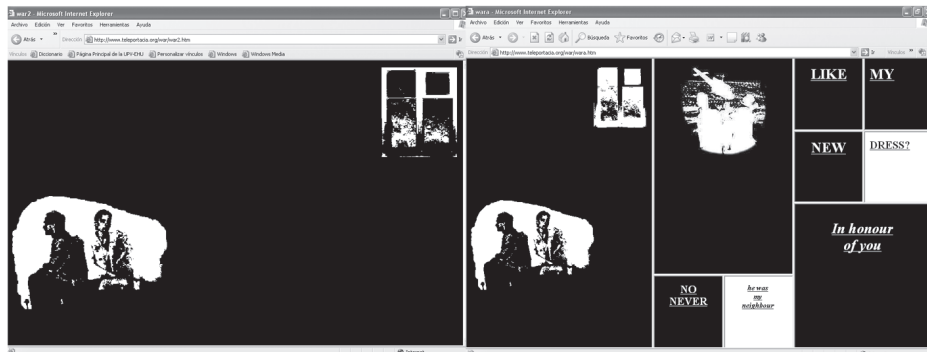 war2 - Microsoft Internet Explorer
Archivo Edición Ver Favoritos Herramientas Ayuda
Atrás Dirección http://www.teleportacia.org/war/war2.htm Ir
Vínculos Diccionario Página Principal de la UPV-EHU Personalizar vínculos Windows Windows Media
Internet
wara - Microsoft Internet Explorer
Archivo Edición Ver Favoritos Herramientas Ayuda
Atrás Búsqueda Favoritos
Dirección http://www.teleportacia.org/war/wara.htm Ir Vínculos
LIKE
MY
NEW
DRESS?
In honour
of you
NO
NEVER
he was
my
neighbour